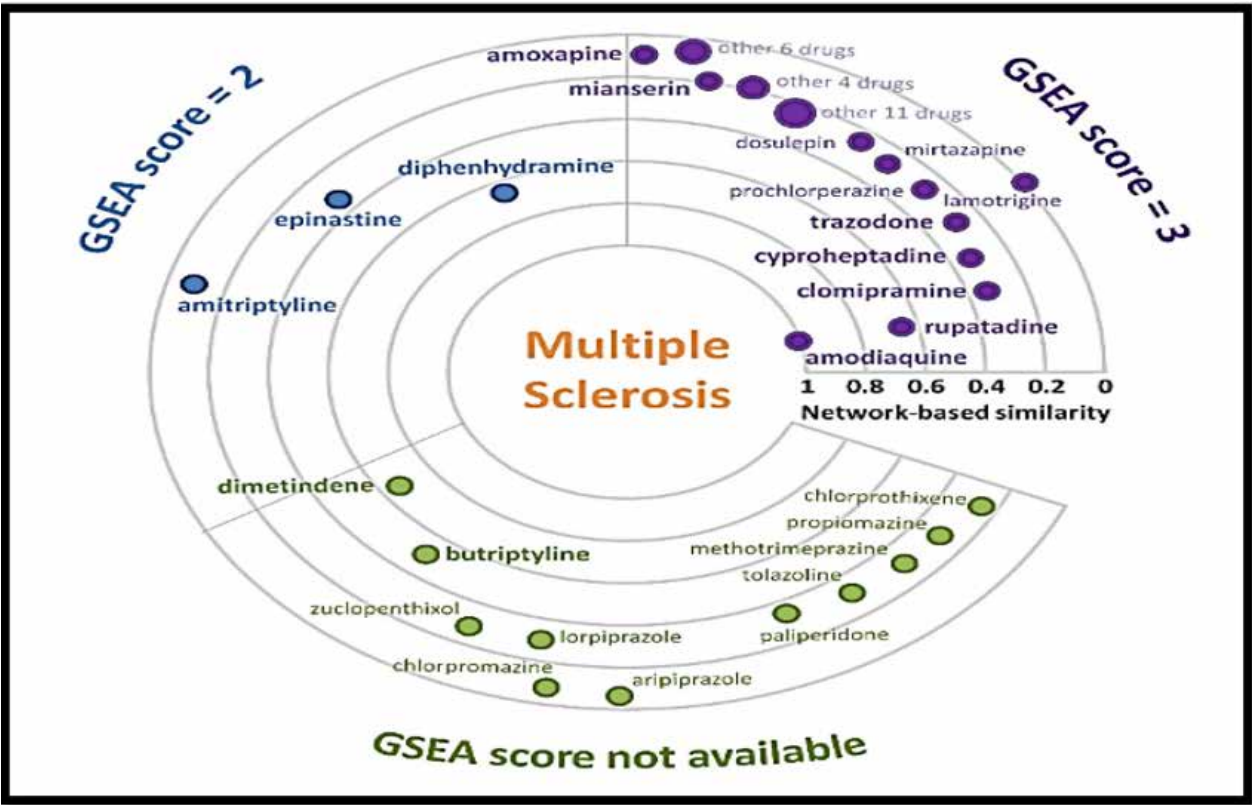 GSEA score = 2
GSEA score = 3
amoxapine
other 6 drugs
mianserin
other 4 drugs
other 11 drugs
dosulepin
mirtazapine
diphenhydramine
prochlorperazine
lamotrigine
epinastine
trazodone
cyproheptadine
clomipramine
amitriptyline
rupatadine
Multiple
Sclerosis
amodiaquine
1 0.8 0.6 0.4 0.2 0
Network-based similarity
dimetindene
chlorprothixene
propiomazine
butriptyline
methotrimeprazine
tolazoline
zuclopenthixol
lorpiprazole
paliperidone
chlorpromazine
aripiprazole
GSEA score not available